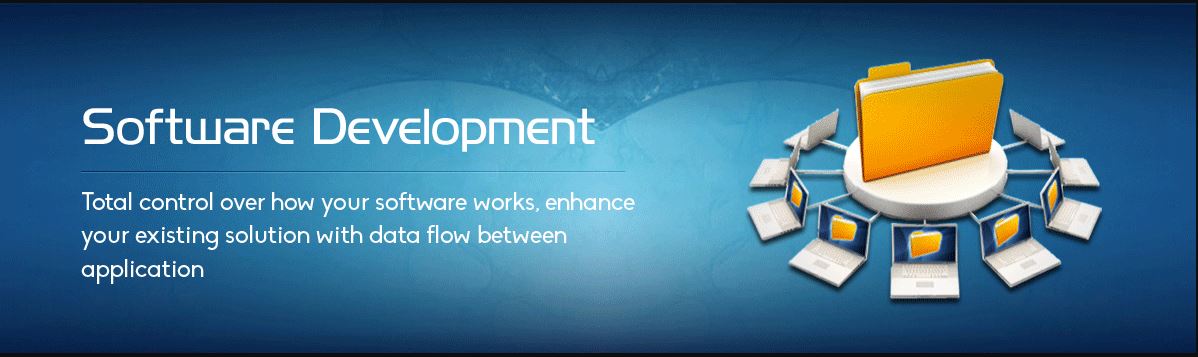 Software Development
Total control over how your software works, enhance
your existing solution with data flow between
application